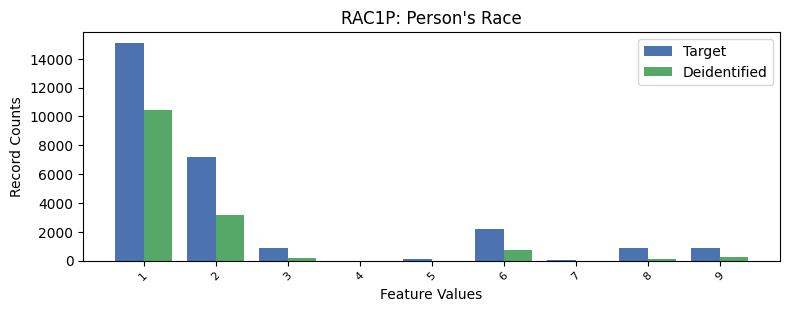 RAC1P: Person's Race
Target
Deidentified
Record Counts
14000
12000
10000
8000
6000
4000
2000
0
1 2 3 4 5 6 7 8 9
Feature Values